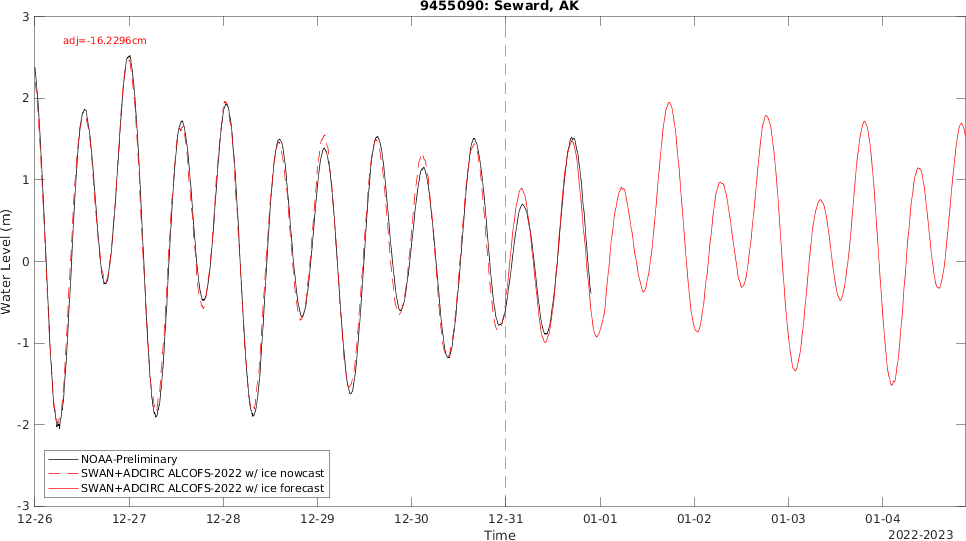 9455090: Seward, AK
adj=-16.2296cm
3
2
1
0
-1
-2
-3
Water Level (m)
NOAA-Preliminary
SWAN+ADCIRC ALCOFS-2022 w/ ice nowcast
SWAN+ADCIRC ALCOFS-2022 w/ ice forecast
12-26 12-27 12-28 12-29 12-30 12-31 01-01 01-02 01-03 01-04
Time
2022-2023